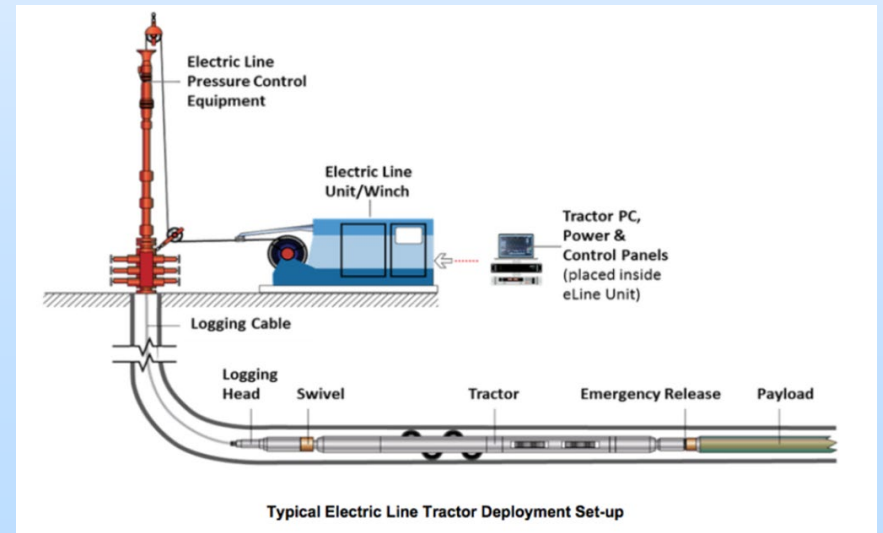 Electric Line
Pressure Control
Equipment
Electric Line
Unit/Winch
Tractor PC,
Power &
Control Panels
(placed inside
eLine Unit)
Logging Cable
Logging
Head
Swivel
Tractor
Emergency Release
Payload
Typical Electric Line Tractor Deployment Set-up